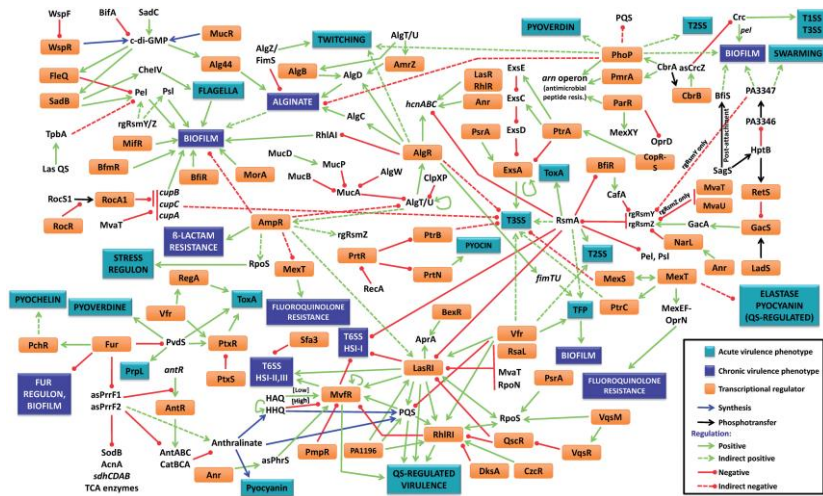 WspF
BifA
SadC
WspR
c-di-GMP
MucR
FleQ
CheIV
Alg44
SadB
Pel
Psl
FLAGELLA
rgRsmY/Z
TpbA
MifR
BIOFILM
Las QS
BfmR
BfiR
MorA
RocS1
RocA1
cupB
cupC
cupA
RocR
MvaT
AlgZ/
FimS
TWITCHING
AlgT/U
AlgB
AmrZ
AlgD
ALGINATE
AlgC
RhlAI
AlgR
MucD
MucP
AlgW
ClpXP
MucB
MucA
AlgT/U
AmpR
rgRsmZ
ß-LACTAM
RESISTANCE
STRESS
REGULON
RpoS
MexT
FLUOROQUINOLONE
RESISTANCE
PYOVERDIN
PQS
T2SS
Crc
pel
T1SS
T3SS
PhoP
BIOFILM
SWARMING
LasR
RhlR
hcnABC
Anr
ExsE
ExsC
ExsD
ExsA
PsrA
PtrA
arn operon
(antimicrobial
peptide resis.)
PmrA
CbrA
asCrcZ
CbrB
ParR
MexXY
OprD
CopR-
S
BfiS
PA3347
PA3346
HptB
Post-attachment
SagS
rgRsmY only
RetS
ToxA
BfiR
CafA
rgRsmY
rgRsmZ
rgRsmZ only
MvaT
MvaU
GacA
GacS
NarL
Anr
LadS
RsmA
T3SS
Pel, Psl
T2SS
PtrB
PrtR
PYOCIN
PrtN
RecA
fimTU
MexS
MexT
PtrC
ELASTASE
PYOCYANIN
(QS-REGULATED)
MexEF-
OprN
TFP
BIOFILM
FLUOROQUINOLONE
RESISTANCE
PYOCHELIN
PYOVERDINE
RegA
ToxA
Vfr
PchR
Fur
PvdS
PtxR
PrpL
PtxS
FUR
REGULON,
BIOFILM
antR
asPrrF1
asPrrF2
AntR
SodB
AcnA
sdhCDAB
TCA enzymes
AntABC
CatBCA
Anthralinate
Pyocyanin
Anr
asPhrS
Sfa3
T6SS
HSI-I
T6SS
HSI-II,III
BexR
AprA
LasRI
Vfr
RsaL
MvaT
RpoN
HAQ
[Low]
[High]
HHQ
MvfR
PQS
PsrA
RpoS
VqsM
RhlRI
QscR
VqsR
PmpR
PA1196
DksA
CzcR
QS-REGULATED
VIRULENCE
Acute virulence phenotype
Chronic virulence phenotype
Transcriptional regulator
Synthesis
Phosphotransfer
Regulation:
Positive
Indirect positive
Negative
Indirect negative